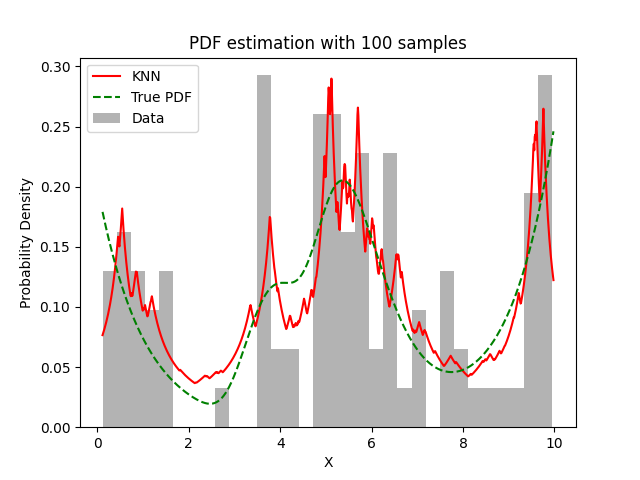 PDF estimation with 100 samples
KNN
True PDF
Data
0.30
0.25
0.20
0.15
0.10
0.05
0.00
Probability Density
0 2 4 6 8 10
X